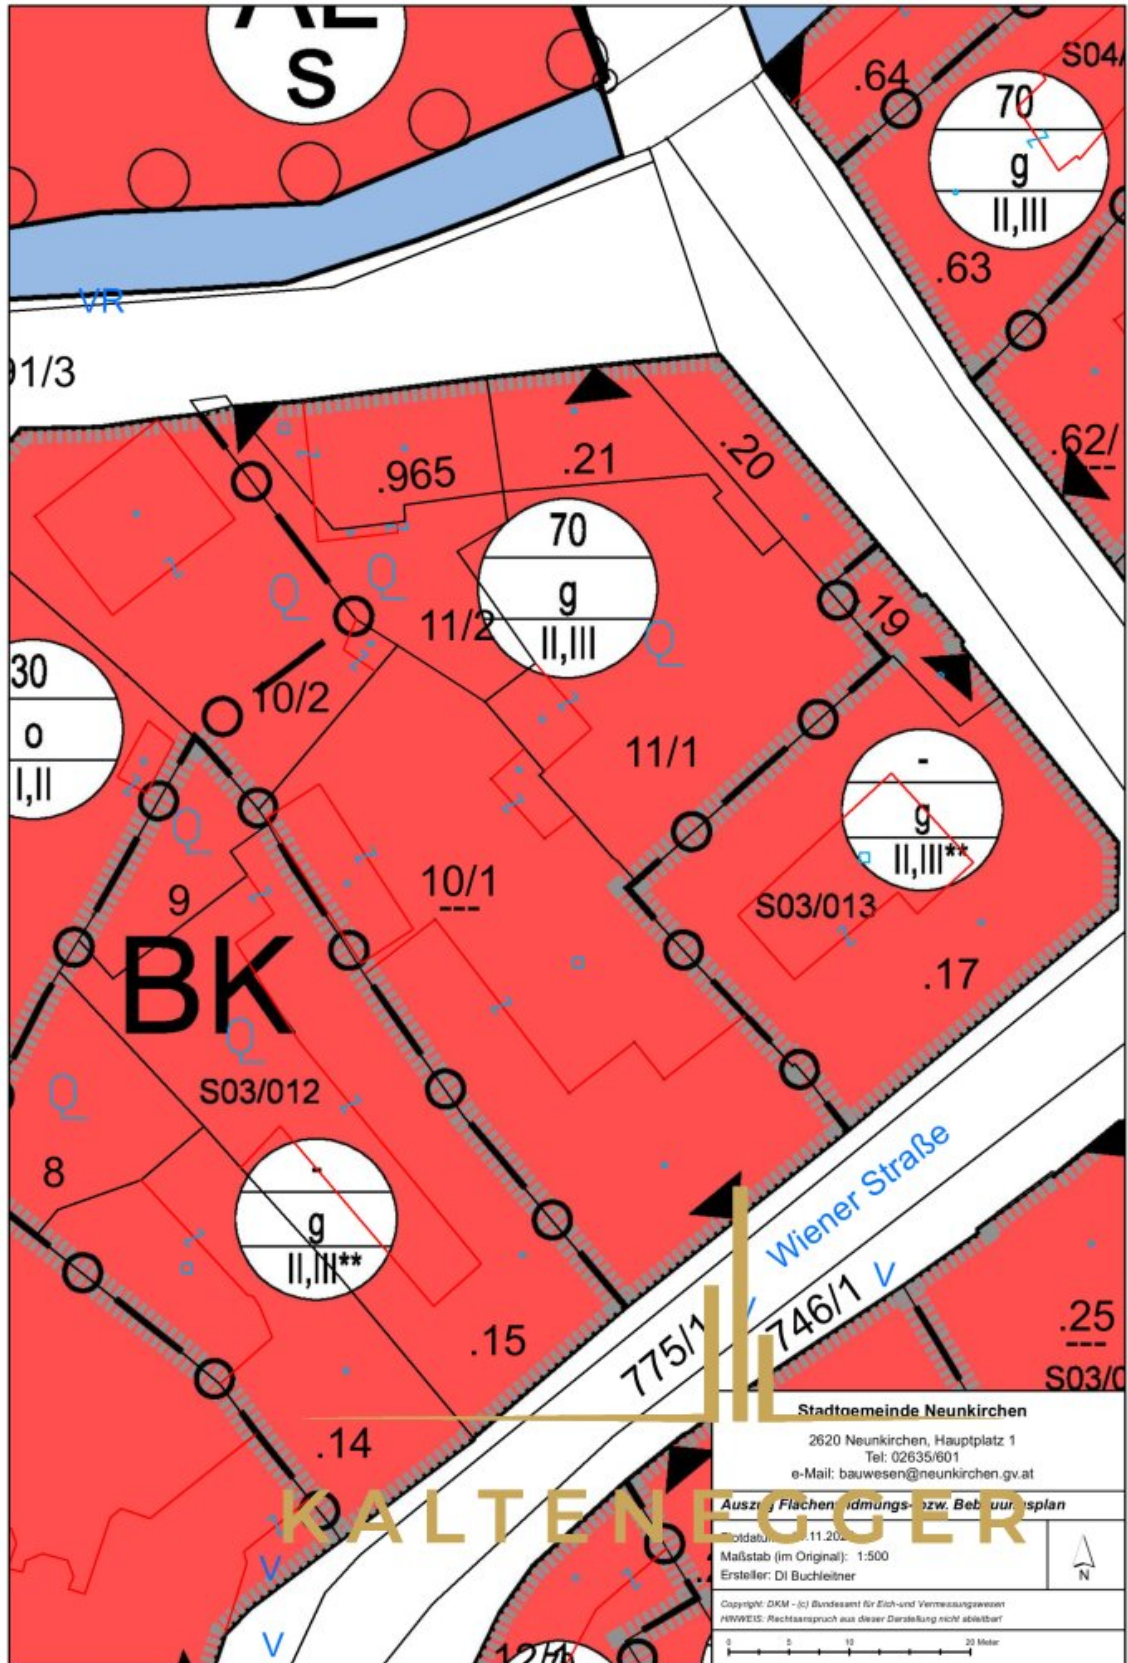 S
.64
S04/
70
g
II,III
.63
VR
91/3
.62/
.965
.21
.20
70
g
II,III
11/2
19
30
o
I,II
10/2
11/1
-
g
II,III**
10/1
S03/013
9
.17
BK
S03/012
8
-
g
II,III**
Wiener Straße
.15
775/1
746/1
V
.25
S03/0
.14
Stadtgemeinde Neunkirchen
2620 Neunkirchen, Hauptplatz 1
Tel: 02635/601
e-Mail: bauwesen@neunkirchen.gv.at
KALTENEGGER
Auszug Flächenwidmungs- bzw. Bebauungsplan
Maßstab (im Original): 1:500
Ersteller: DI Buchleitner
N
Copyright: DKM - (c) Bundesamt für Eich-und Vermessungswesen
HINWEIS: Rechtsanspruch aus dieser Darstellung nicht ableitbar!
0 5 10 20 Meter
V
V